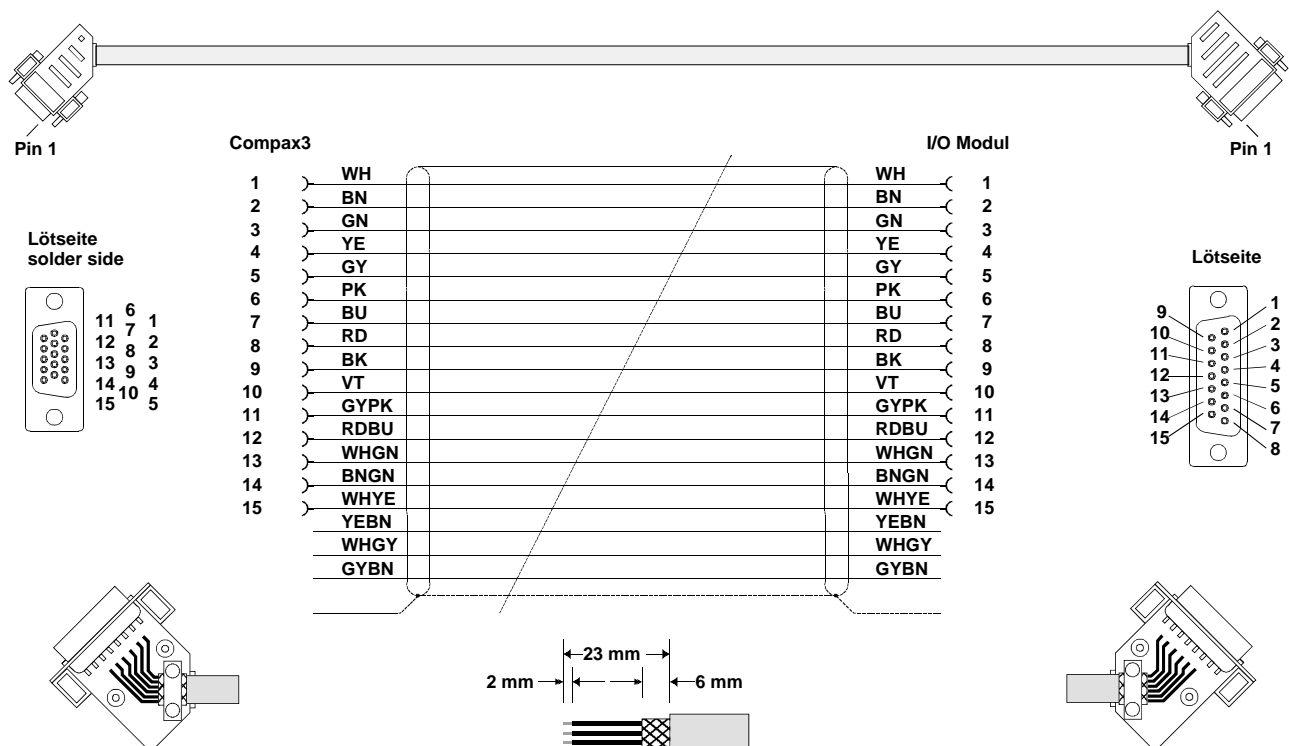 Pin 1
Pin 1
Compax3
I/O Modul
1 WH WH 1
2 BN BN 2
3 GN GN 3
4 YE YE 4
5 GY GY 5
6 PK PK 6
7 BU BU 7
8 RD RD 8
9 BK BK 9
10 VT VT 10
11 GYPK GYPK 11
12 RDBU RDBU 12
13 WHGN WHGN 13
14 BNGN BNGN 14
15 WHYE WHYE 15
YEBN YEBN
WHGY WHGY
GYBN GYBN
Lötseite
solder side
11 6 1
12 7 2
13 8 3
14 9 4
15 10 5
Lötseite
9 1
10 2
11 3
12 4
13 5
14 6
15 7
8
23 mm
2 mm
6 mm